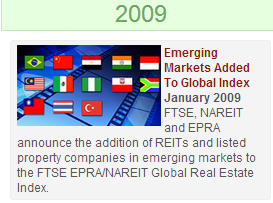 2009
Emerging
Markets Added
To Global Index
January 2009
FTSE, NAREIT
and EPRA
announce the addition of REITs and listed
property companies in emerging markets to
the FTSE EPRA/NAREIT Global Real Estate
Index.